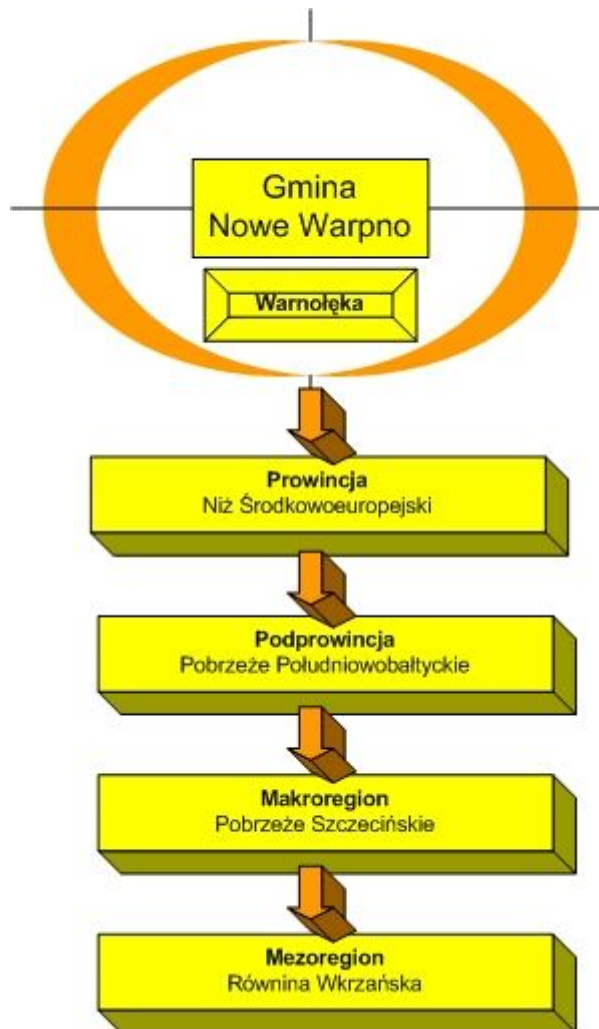 Gmina
Nowe Warpno
Warnołęka
Prowincja
Niż Środkowoeuropejski
Podprowincja
Pobrzeże Południowobałtyckie
Makroregion
Pobrzeże Szczecińskie
Mezoregion
Równina Wkrzańska